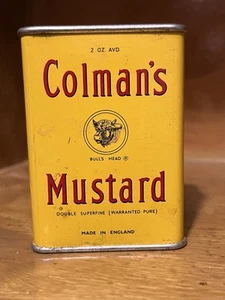 2 OZ. AVD.
Colman's
BULL'S HEAD ®
Mustard
DOUBLE SUPERFINE (WARRANTED PURE)
MADE IN ENGLAND